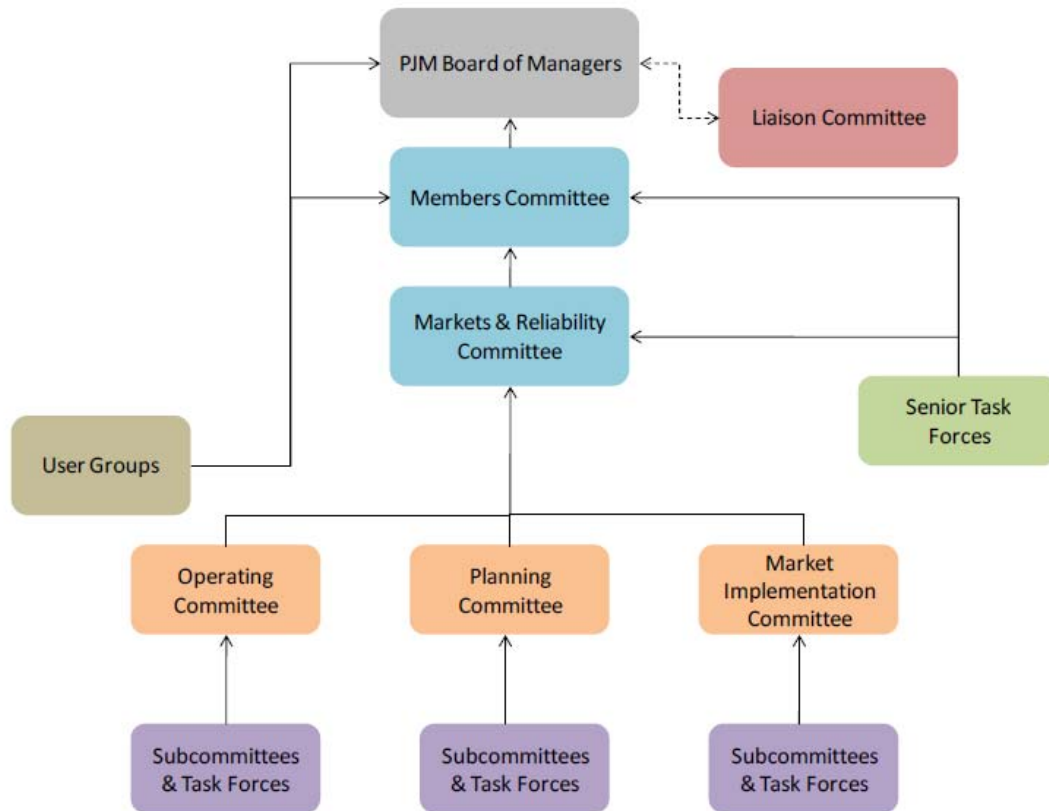 PJM Board of Managers
Liaison Committee
Members Committee
Markets & Reliability
Committee
Senior Task
Forces
User Groups
Operating
Committee
Planning
Committee
Market
Implementation
Committee
Subcommittees
& Task Forces
Subcommittees
& Task Forces
Subcommittees
& Task Forces